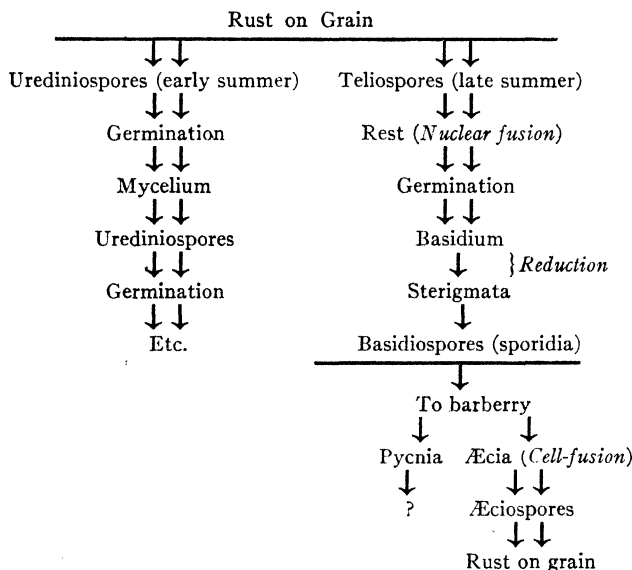 Rust on Grain
Urediniospores (early summer) Teliospores (late summer)
Germination Rest (Nuclear fusion)
Mycelium Germination
Urediniospores Basidium
} Reduction
Germination Sterigmata
Etc. Basidiospores (sporidia)
To barberry
Pycnia Æcia (Cell-fusion)
? Æciospores
Rust on grain